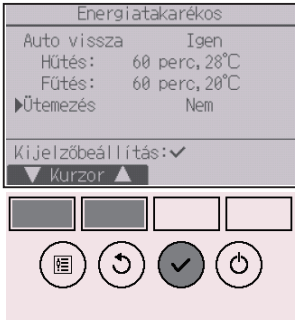 Energiatakarékos
Auto vissza Igen
Hűtés: 60 perc,28°C
Fűtés: 60 perc,20°C
▶Ütemezés Nem
Kijelzőbeállítás:✓
▼ Kurzor ▲